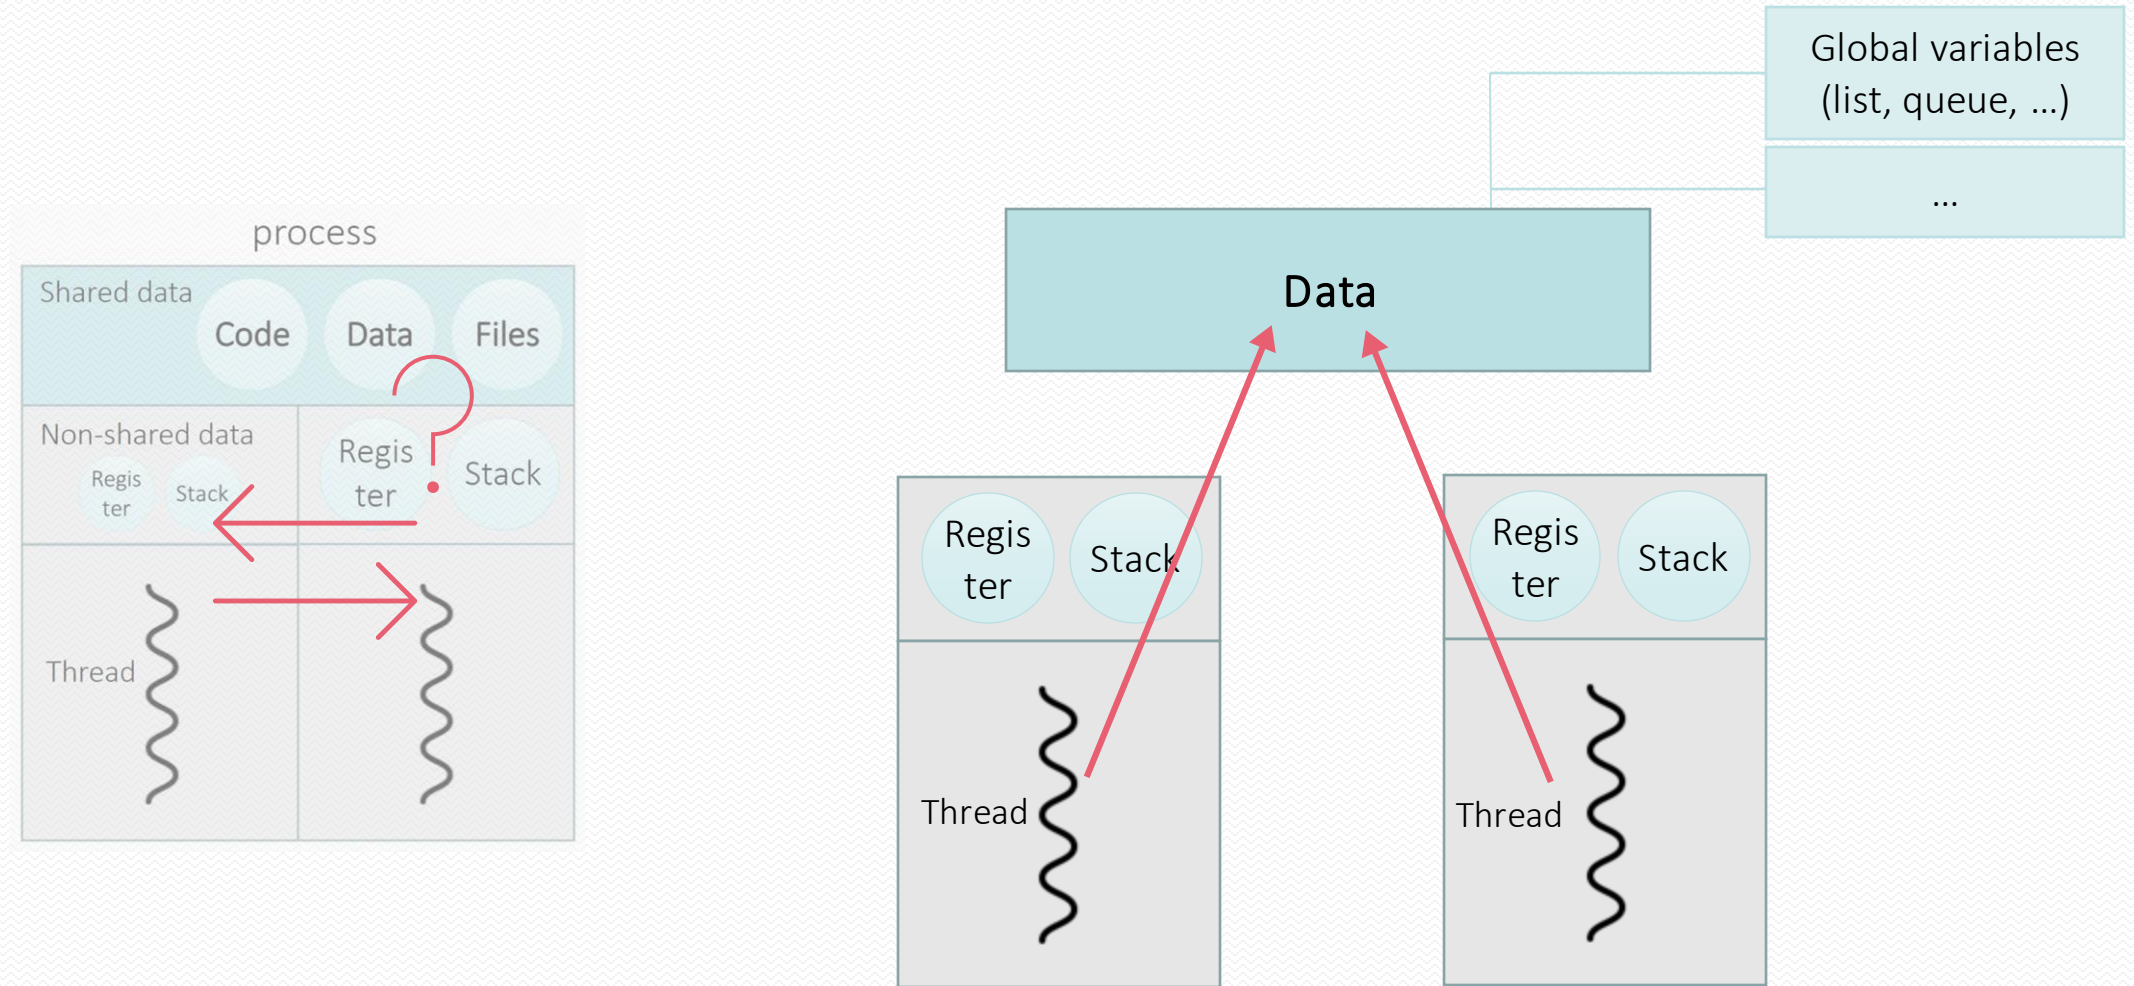 Global variables
(list, queue, ...)
...
process
Shared data
Code
Data
Files
Non-shared data
Regis
ter
Stack
Regis
ter
Stack
Thread
Data
Regis
ter
Stack
Thread
Regis
ter
Stack
Thread